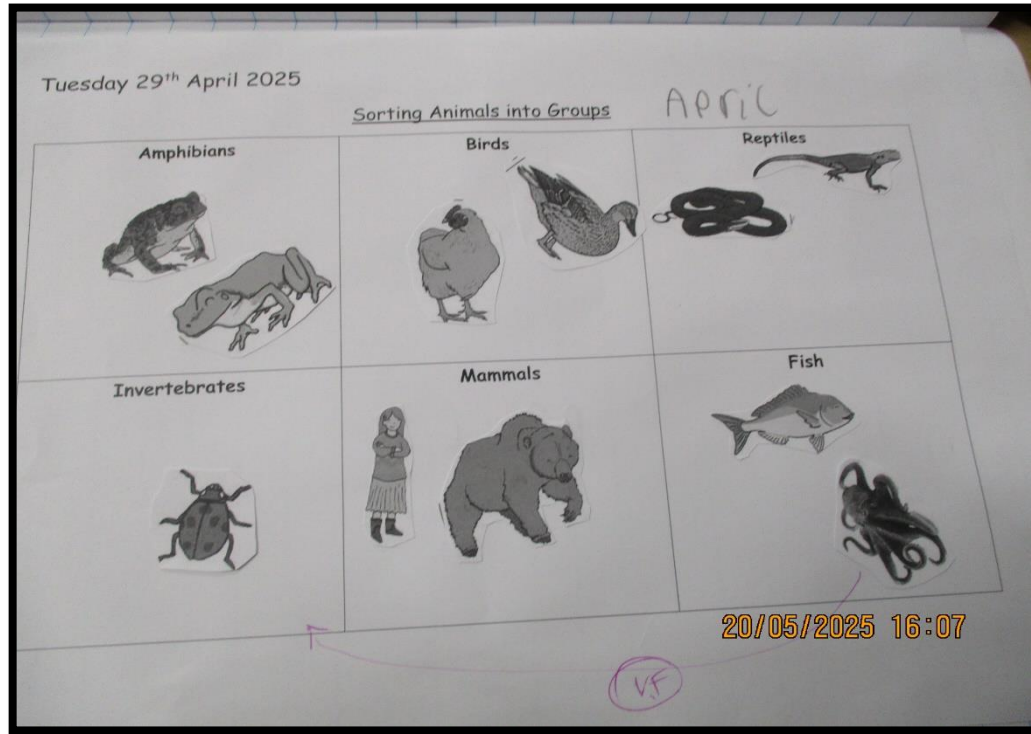 Tuesday 29th April 2025
Sorting Animals into Groups
April
Amphibians
Birds
Reptiles
Invertebrates
Mammals
Fish
20/05/2025 16:07
V.F